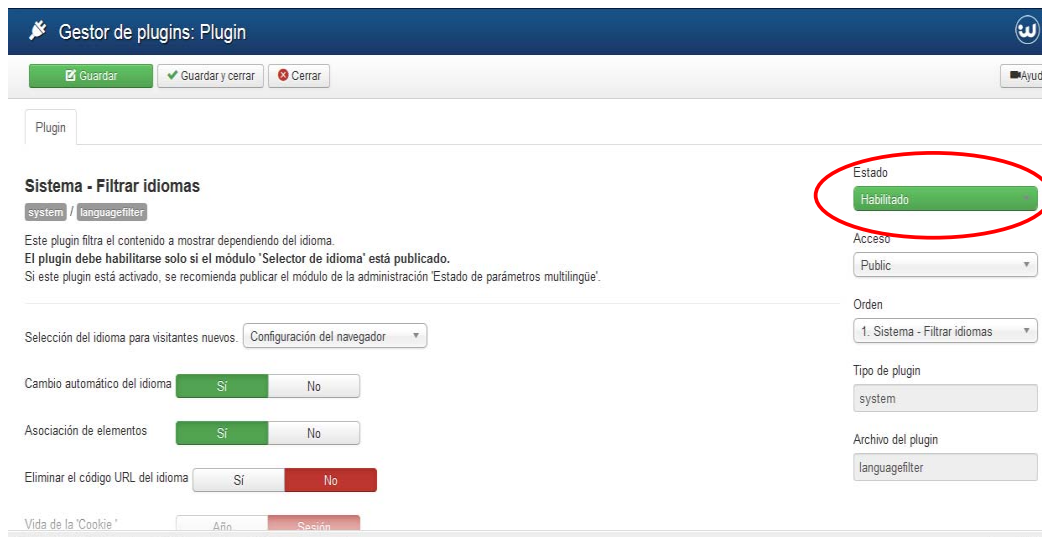 Gestor de plugins: Plugin
Guardar
Guardar y cerrar
Cerrar
Ayud
Plugin
Sistema - Filtrar idiomas
system / languagefilter
Este plugin filtra el contenido a mostrar dependiendo del idioma.
El plugin debe habilitarse solo si el módulo 'Selector de idioma' está publicado.
Si este plugin está activado, se recomienda publicar el módulo de la administración 'Estado de parámetros multilingüe'.
Selección del idioma para visitantes nuevos. Configuración del navegador
Cambio automático del idioma Sí No
Asociación de elementos Sí No
Eliminar el código URL del idioma Sí No
Vida de la 'Cookie ' Año Sesión
Estado
Habilitado
Acceso
Public
Orden
1. Sistema - Filtrar idiomas
Tipo de plugin
system
Archivo del plugin
languagefilter